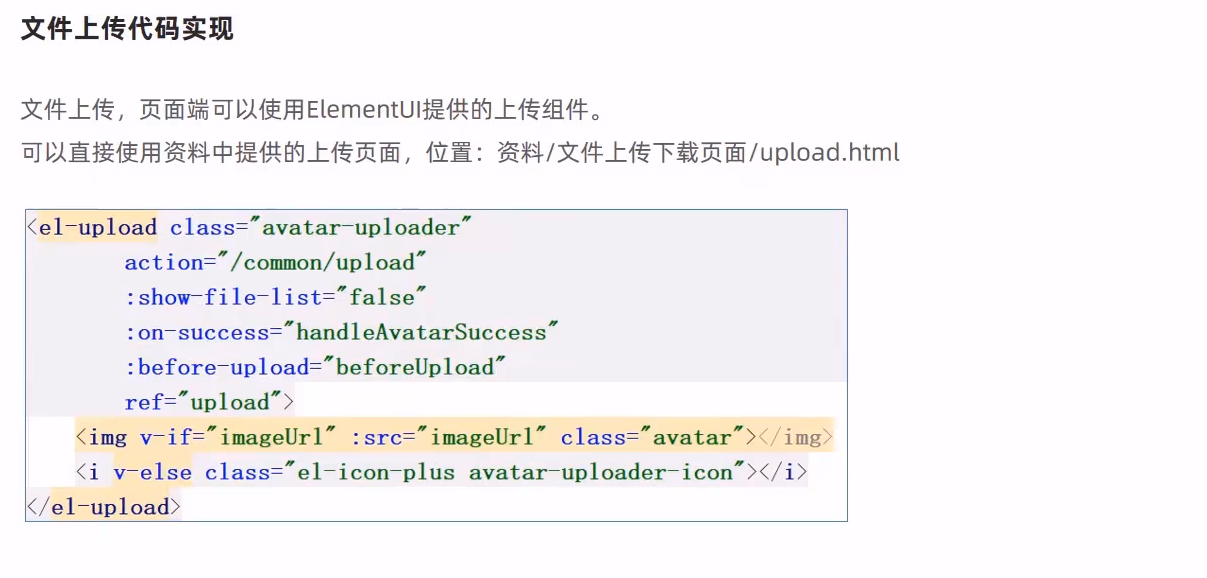 文件上传代码实现
文件上传，页面端可以使用ElementUI提供的上传组件。
可以直接使用资料中提供的上传页面，位置：资料/文件上传下载页面/upload.html
<el-upload class="avatar-uploader"
action="/common/upload"
:show-file-list="false"
:on-success="handleAvatarSuccess"
:before-upload="beforeUpload"
ref="upload">
<img v-if="imageUrl" :src="imageUrl" class="avatar"></img>
<i v-else class="el-icon-plus avatar-uploader-icon"></i>
</el-upload>